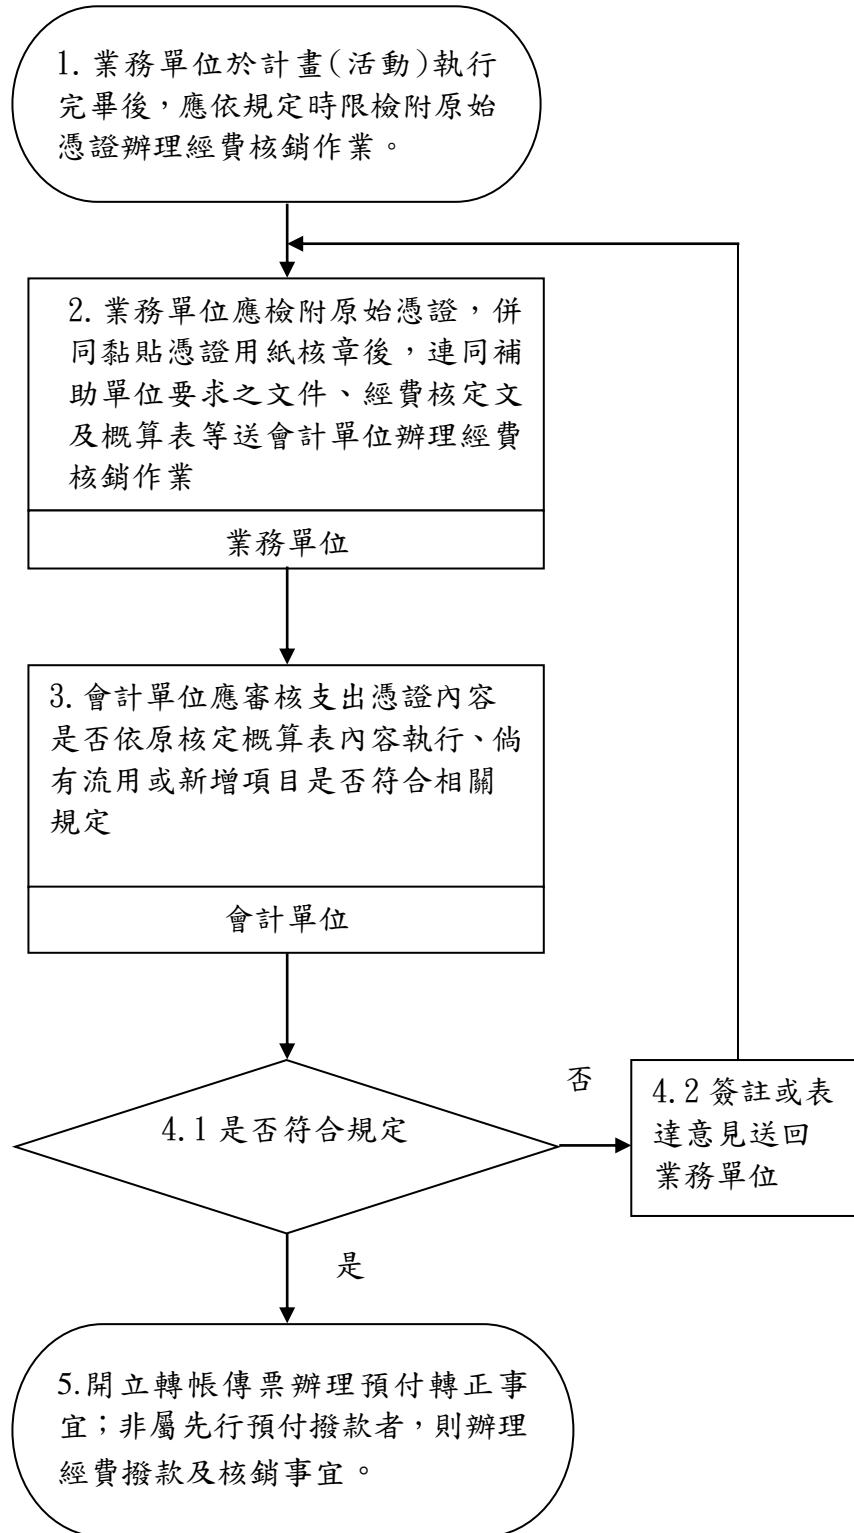 1. 業務單位於計畫(活動)執行
完畢後，應依規定時限檢附原始
憑證辦理經費核銷作業。
2. 業務單位應檢附原始憑證，併
同黏貼憑證用紙核章後，連同補
助單位要求之文件、經費核定文
及概算表等送會計單位辦理經費
核銷作業
業務單位
3. 會計單位應審核支出憑證內容
是否依原核定概算表內容執行、倘
有流用或新增項目是否符合相關
規定
會計單位
4.1 是否符合規定
否
4.2 簽註或表
達意見送回
業務單位
是
5.開立轉帳傳票辦理預付轉正事
宜；非屬先行預付撥款者，則辦理
經費撥款及核銷事宜。